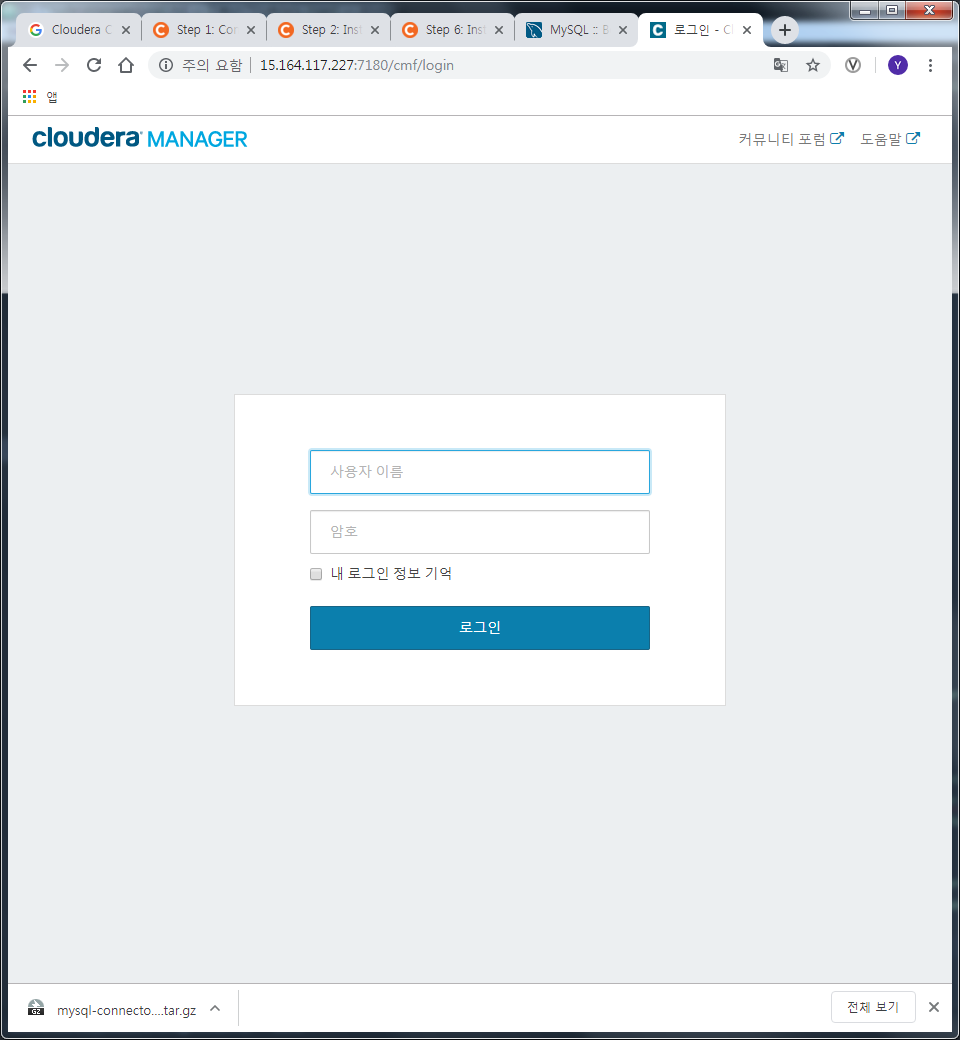 Cloudera C
Step 1: Con
Step 2: Inst
Step 6: Inst
MySQL :: B
로그인 - Cl
주의 요함
15.164.117.227:7180/cmf/login
Y
앱
cloudera MANAGER
커뮤니티 포럼
도움말
사용자 이름
암호
내 로그인 정보 기억
로그인
GZ
mysql-connecto....tar.gz
전체 보기